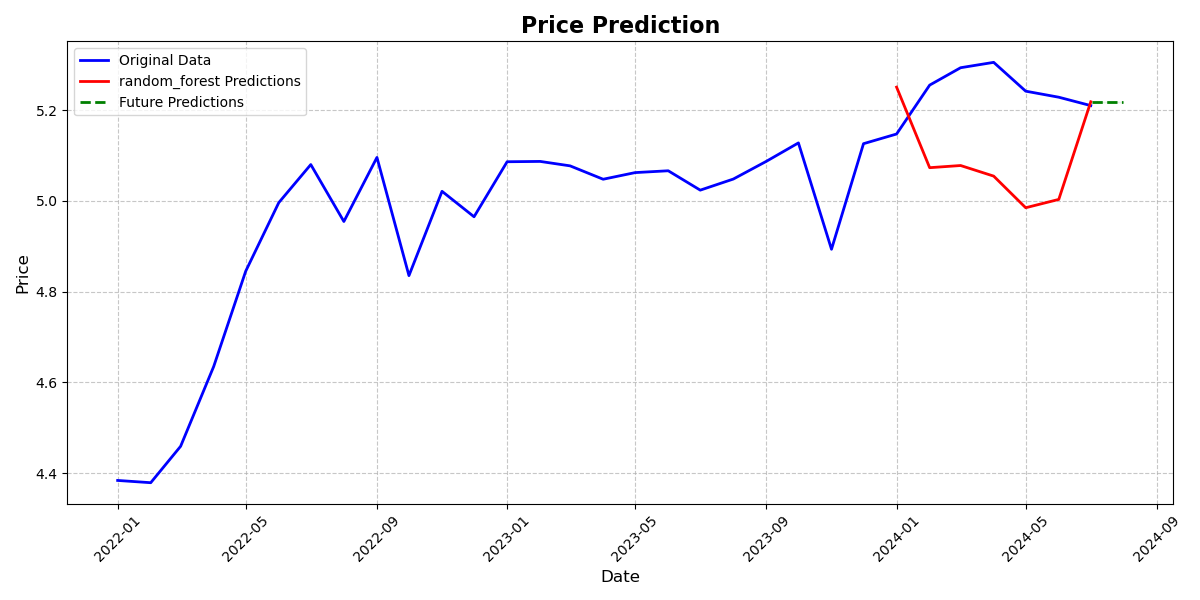 Price Prediction
Original Data
random_forest Predictions
Future Predictions
Price
5.2
5.0
4.8
4.6
4.4
2022-01
2022-05
2022-09
2023-01
2023-05
2023-09
2024-01
2024-05
2024-09
Date